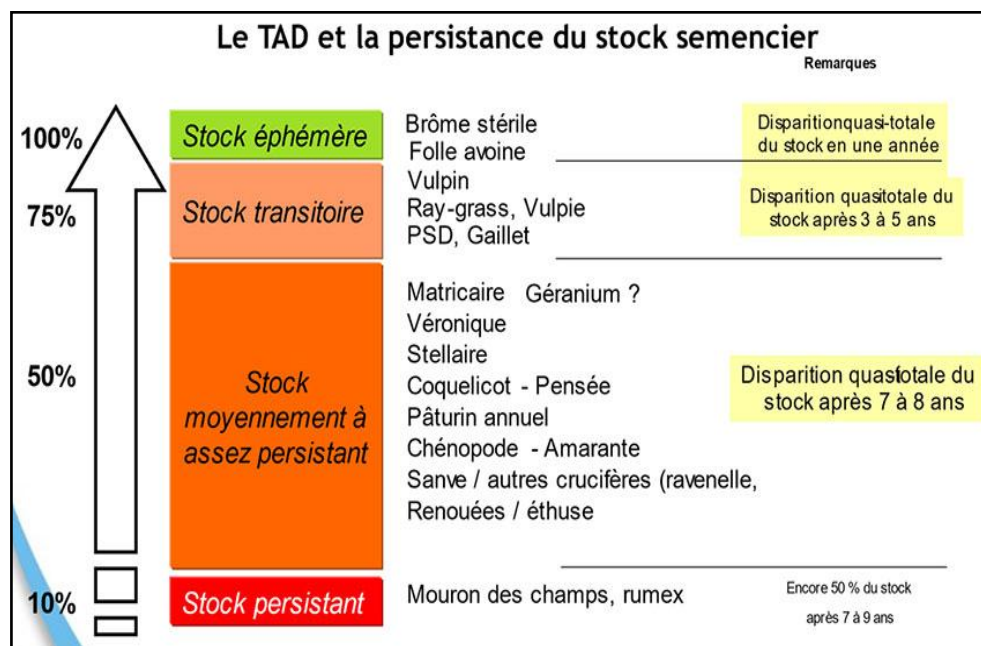 Le TAD et la persistance du stock semencier
Remarques
100%
Stock éphémère
Brôme stérile
Folle avoine
Disparitionquasi-totale
du stock en une année
75%
Stock transitoire
Vulpin
Ray-grass, Vulpie
PSD, Gaillet
Disparition quasitotale du
stock après 3 à 5 ans
50%
Stock
moyennement à
assez persistant
Matricaire Géranium ?
Véronique
Stellaire
Coquelicot - Pensée
Pâturin annuel
Chénopode - Amarante
Sanve / autres crucifères (ravenelle,
Renouées / éthuse
Disparition quasi-totale du
stock après 7 à 8 ans
10%
Stock persistant
Mouron des champs, rumex
Encore 50 % du stock
après 7 à 9 ans